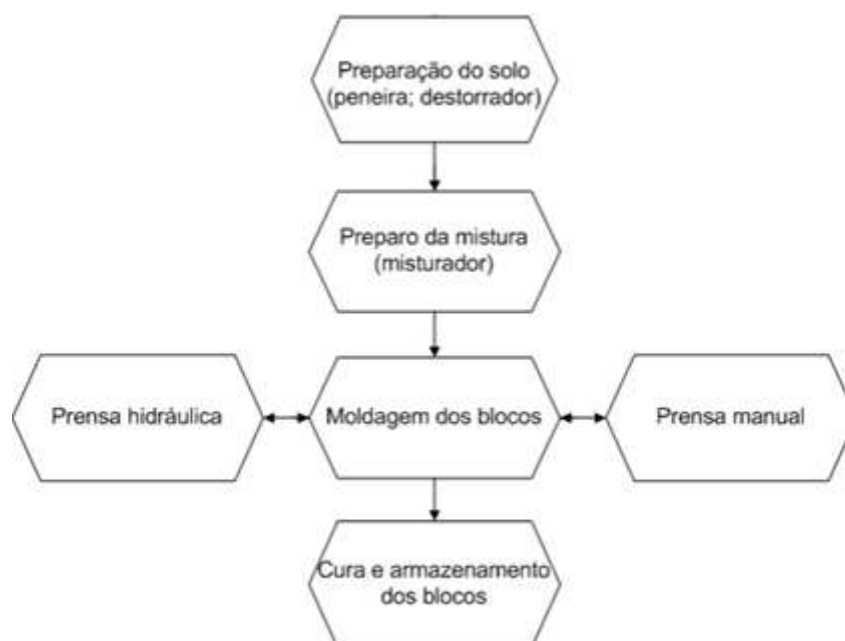 Preparação do solo
(peneira; destorrador)
Preparo da mistura
(misturador)
Prensa hidráulica
Moldagem dos blocos
Prensa manual
Cura e armazenamento
dos blocos